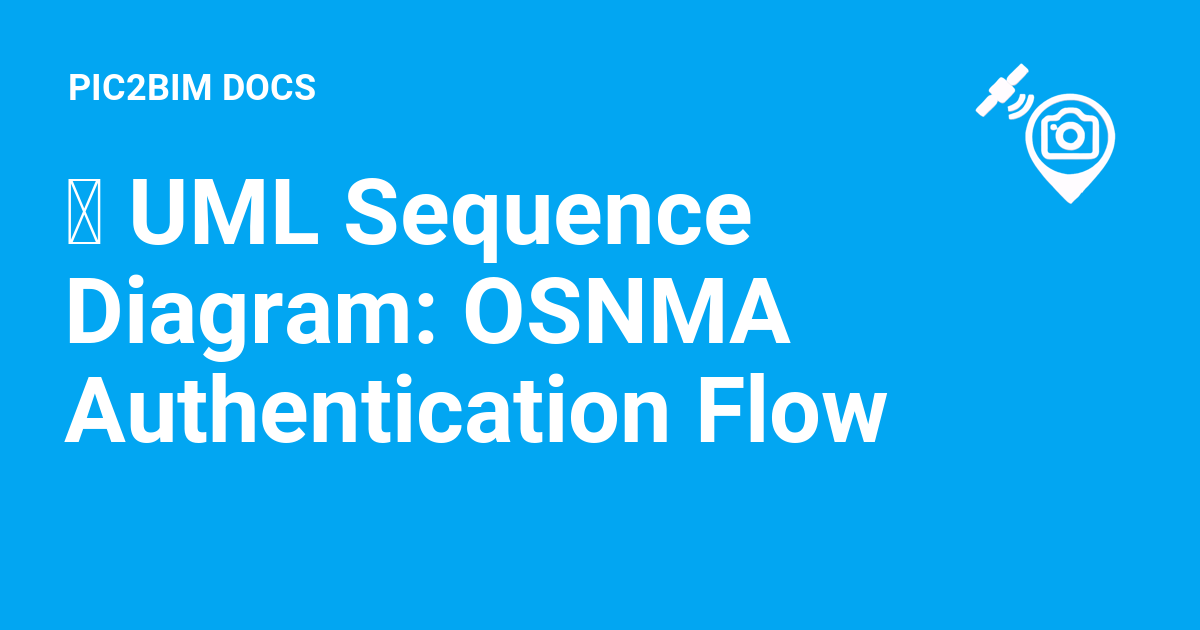 PIC2BIM DOCS
UML Sequence
Diagram: OSNMA
Authentication Flow